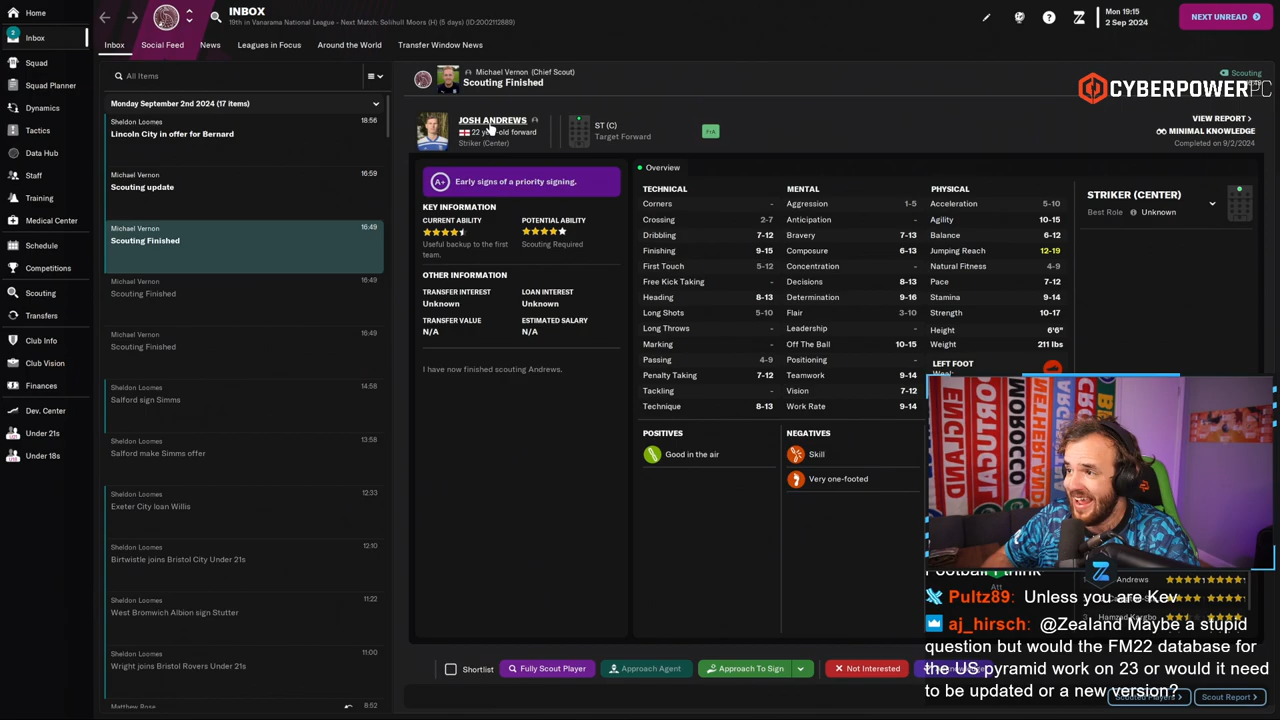 INBOX
19th in Vanarama National League - Next Match: Solihull Moors (H) (5 days) (ID:2002112889)
Mon 19:15
2 Sep 2024
NEXT UNREAD
Home
2
Inbox
Squad
Squad Planner
Dynamics
Tactics
Data Hub
Staff
Training
Medical Center
Schedule
Competitions
Scouting
Transfers
Club Info
Club Vision
Finances
Dev. Center
Under 21s
Under 18s
Inbox
Social Feed
News
Leagues in Focus
Around the World
Transfer Window News
All Items
Monday September 2nd 2024 (17 items)
Sheldon Loomes 18:56
Lincoln City in offer for Bernard
Michael Vernon 16:59
Scouting update
Michael Vernon 16:49
Scouting Finished
Michael Vernon 16:49
Scouting Finished
Michael Vernon 16:49
Scouting Finished
Sheldon Loomes 14:58
Salford sign Simms
Sheldon Loomes 13:58
Salford make Simms offer
Sheldon Loomes 12:33
Exeter City loan Willis
Sheldon Loomes 12:10
Birtwistle joins Bristol City Under 21s
Sheldon Loomes 11:22
West Bromwich Albion sign Stutter
Sheldon Loomes 11:00
Wright joins Bristol Rovers Under 21s
Matthew Rose 8:52
Michael Vernon (Chief Scout)
Scouting Finished
Scouting
CYBERPOWERPC
JOSH ANDREWS
22 year-old forward
Striker (Center)
ST (C)
Target Forward
FrA
VIEW REPORT
MINIMAL KNOWLEDGE
Completed on 9/2/2024
A+ Early signs of a priority signing.
KEY INFORMATION
CURRENT ABILITY
Useful backup to the first team.
POTENTIAL ABILITY
Scouting Required
OTHER INFORMATION
TRANSFER INTEREST
Unknown
LOAN INTEREST
Unknown
TRANSFER VALUE
N/A
ESTIMATED SALARY
N/A
I have now finished scouting Andrews.
Overview
TECHNICAL
Corners -
Crossing 2-7
Dribbling 7-12
Finishing 9-15
First Touch 5-12
Free Kick Taking -
Heading 8-13
Long Shots 5-10
Long Throws -
Marking -
Passing 4-9
Penalty Taking 7-12
Tackling -
Technique 8-13
MENTAL
Aggression 1-5
Anticipation -
Bravery 7-13
Composure 6-13
Concentration -
Decisions 8-13
Determination 9-16
Flair 3-10
Leadership -
Off The Ball 10-15
Positioning -
Teamwork 9-14
Vision 7-12
Work Rate 9-14
PHYSICAL
Acceleration 5-10
Agility 10-15
Balance 6-12
Jumping Reach 12-19
Natural Fitness 4-9
Pace 7-12
Stamina 9-14
Strength 10-17
Height 6'6"
Weight 211 lbs
LEFT FOOT
STRIKER (CENTER)
Best Role Unknown
POSITIVES
Good in the air
NEGATIVES
Skill
Very one-footed
ENGLAND
MOROCCO
Andrews
Pultz89: Unless you are Kev
aj_hirsch: @Zealand Maybe a stupid
question but would the FM22 database for
the US pyramid work on 23 or would it need
to be updated or a new version?
Shortlist
Fully Scout Player
Approach Agent
Approach To Sign
Not Interested
Scouted Players
Scout Report